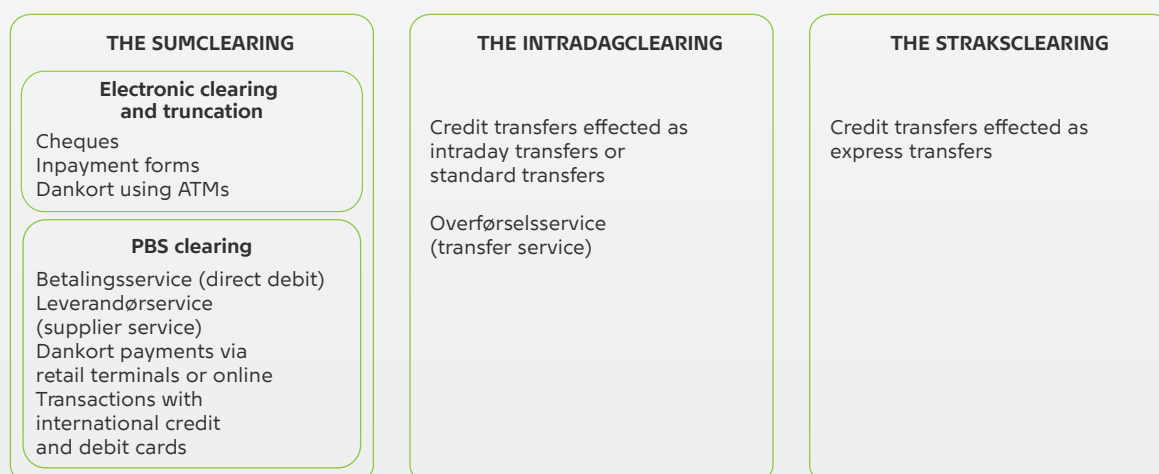 THE SUMCLEARING
Electronic clearing
and truncation
Cheques
Inpayment forms
Dankort using ATMs
PBS clearing
Betalingsservice (direct debit)
Leverandørservice
(supplier service)
Dankort payments via
retail terminals or online
Transactions with
international credit
and debit cards
THE INTRADAGCLEARING
Credit transfers effected as
intraday transfers or
standard transfers
Overførselsservice
(transfer service)
THE STRAKSCLEARING
Credit transfers effected as
express transfers